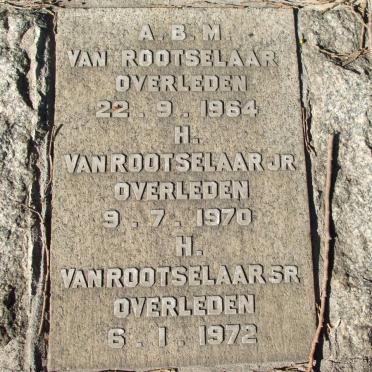 A.B.M.
VAN ROOTSELAAR
OVERLEDEN
22.9.1964
H.
VAN ROOTSELAAR JR
OVERLEDEN
9.7.1970
H.
VAN ROOTSELAAR SR
OVERLEDEN
6.1.1972